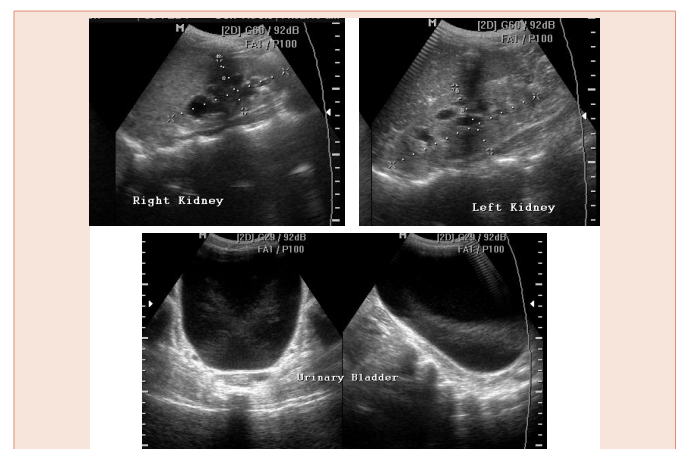 M
[2D] G60 / 92dB
FA1 / P100
Right Kidney
M
[2D] G60 / 92dB
FA1 / P100
Left Kidney
M
[2D] G29 / 92dB
FA1 / P100
M
[2D] G29 / 92dB
FA1 / P100
Urinary Bladder